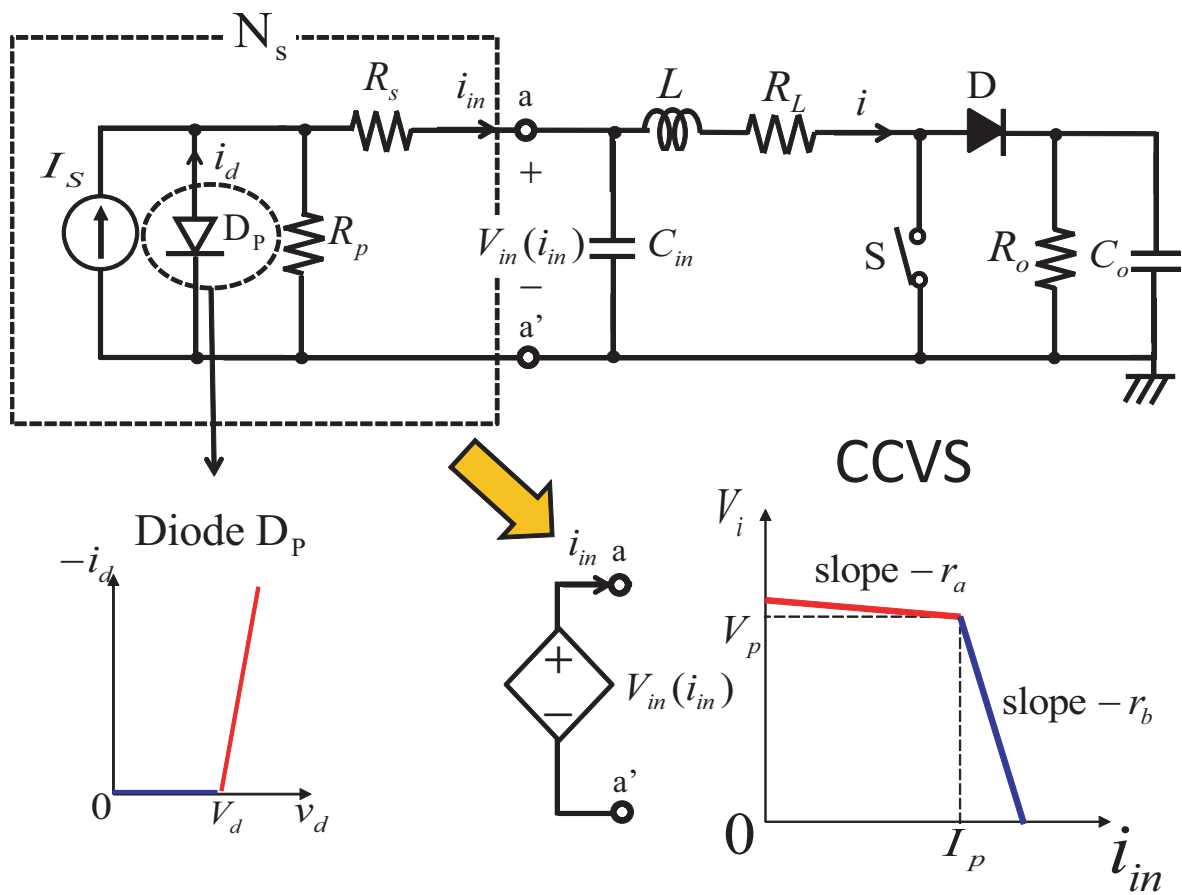 N_s
R_s
i_in
a
L
R_L
i
D
I_S
i_d
D_P
R_p
+
V_in(i_in)
−
C_in
S
R_o
C_o
a'
CCVS
Diode D_P
−i_d
0
V_d
v_d
i_in
a
+
−
V_in(i_in)
a'
V_i
slope −r_a
V_p
slope −r_b
0
I_p
i_in